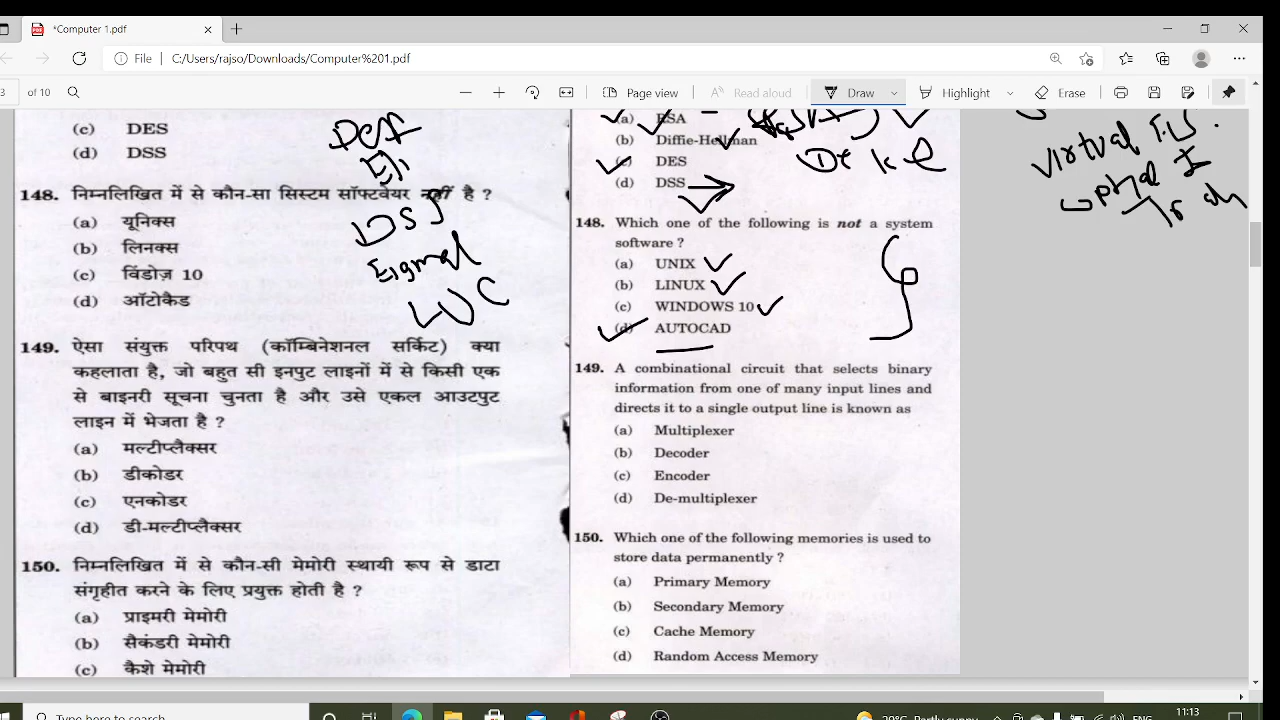 *Computer 1.pdf
File C:/Users/rajso/Downloads/Computer%201.pdf
3 of 10 Page view Read aloud Draw Highlight Erase
(c) DES
(d) DSS
148. निम्नलिखित में से कौन-सा सिस्टम सॉफ्टवेयर नहीं है ?
(a) यूनिक्स
(b) लिनक्स
(c) विंडोज़ 10
(d) ऑटोकैड
149. ऐसा संयुक्त परिपथ (कॉम्बिनेशनल सर्किट) क्या
कहलाता है, जो बहुत सी इनपुट लाइनों में से किसी एक
से बाइनरी सूचना चुनता है और उसे एकल आउटपुट
लाइन में भेजता है ?
(a) मल्टीप्लैक्सर
(b) डीकोडर
(c) एनकोडर
(d) डी-मल्टीप्लैक्सर
150. निम्नलिखित में से कौन-सी मेमोरी स्थायी रूप से डाटा
संगृहीत करने के लिए प्रयुक्त होती है ?
(a) प्राइमरी मेमोरी
(b) सैकंडरी मेमोरी
(c) कैशे मेमोरी
(a) RSA
(b) Diffie-Hellman
(c) DES
(d) DSS
148. Which one of the following is not a system
software ?
(a) UNIX
(b) LINUX
(c) WINDOWS 10
(d) AUTOCAD
149. A combinational circuit that selects binary
information from one of many input lines and
directs it to a single output line is known as
(a) Multiplexer
(b) Decoder
(c) Encoder
(d) De-multiplexer
150. Which one of the following memories is used to
store data permanently ?
(a) Primary Memory
(b) Secondary Memory
(c) Cache Memory
(d) Random Access Memory
DSS
Virtual
Type here to search
Partly sunny ENG 11:13